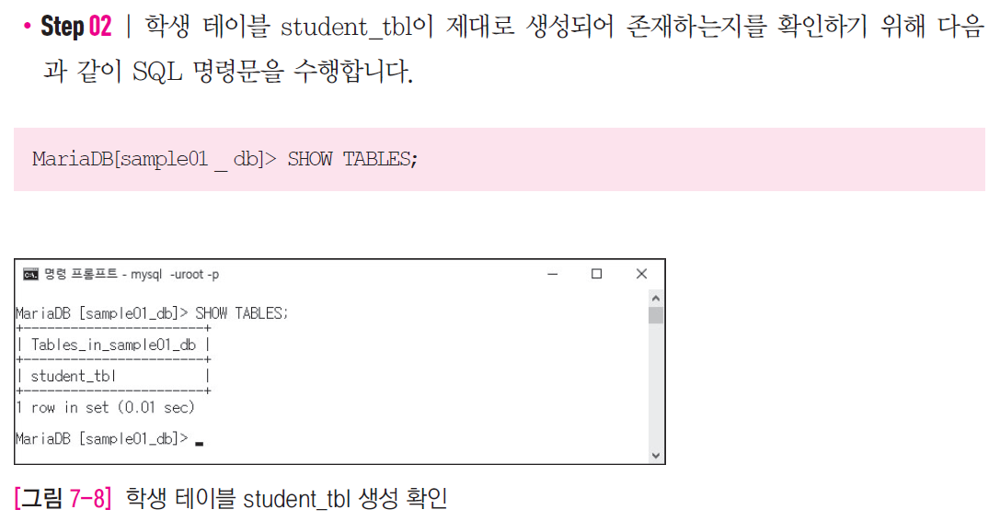 • Step 02 | 학생 테이블 student_tbl이 제대로 생성되어 존재하는지를 확인하기 위해 다음
과 같이 SQL 명령문을 수행합니다.
MariaDB[sample01_db]> SHOW TABLES;
명령 프롬프트 - mysql -uroot -p
MariaDB [sample01_db]> SHOW TABLES;
+-----------------------+
| Tables_in_sample01_db |
+-----------------------+
| student_tbl           |
+-----------------------+
1 row in set (0.01 sec)
MariaDB [sample01_db]> _
[그림 7-8] 학생 테이블 student_tbl 생성 확인